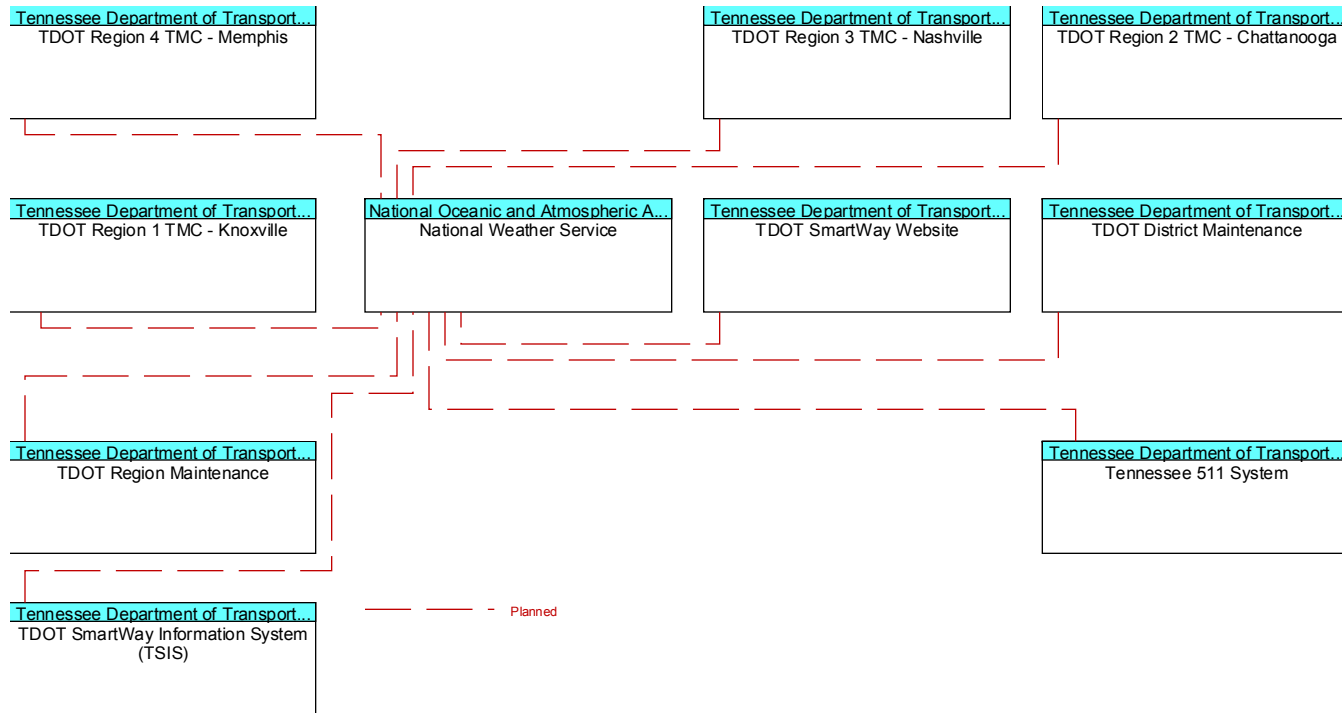 Tennessee Department of Transport...
TDOT Region 4 TMC - Memphis
Tennessee Department of Transport...
TDOT Region 3 TMC - Nashville
Tennessee Department of Transport...
TDOT Region 2 TMC - Chattanooga
Tennessee Department of Transport...
TDOT Region 1 TMC - Knoxville
National Oceanic and Atmospheric A...
National Weather Service
Tennessee Department of Transport...
TDOT SmartWay Website
Tennessee Department of Transport...
TDOT District Maintenance
Tennessee Department of Transport...
TDOT Region Maintenance
Tennessee Department of Transport...
Tennessee 511 System
Tennessee Department of Transport...
TDOT SmartWay Information System
(TSIS)
Planned